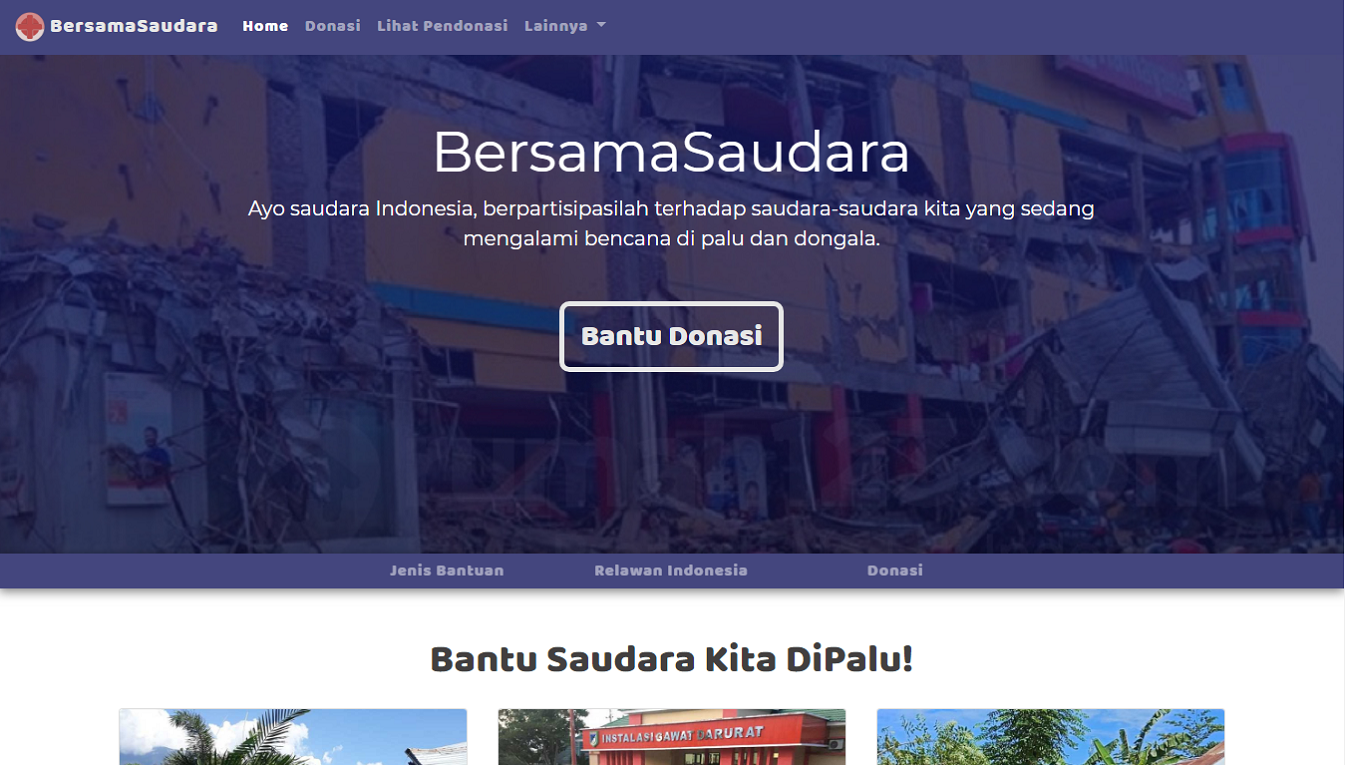 BersamaSaudara Home Donasi Lihat Pendonasi Lainnya
BersamaSaudara
Ayo saudara Indonesia, berpartisipasilah terhadap saudara-saudara kita yang sedang
mengalami bencana di palu dan dongala.
Bantu Donasi
Jenis Bantuan Relawan Indonesia Donasi
Bantu Saudara Kita DiPalu!
INSTALASI GAWAT DARURAT